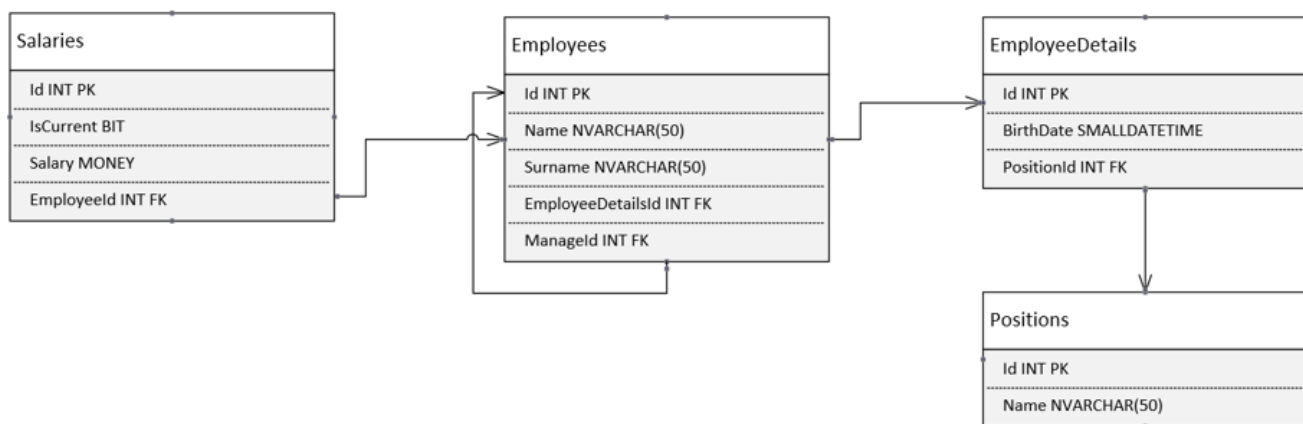 Salaries
Id INT PK
IsCurrent BIT
Salary MONEY
EmployeeId INT FK
Employees
Id INT PK
Name NVARCHAR(50)
Surname NVARCHAR(50)
EmployeeDetailsId INT FK
ManageId INT FK
EmployeeDetails
Id INT PK
BirthDate SMALLDATETIME
PositionId INT FK
Positions
Id INT PK
Name NVARCHAR(50)